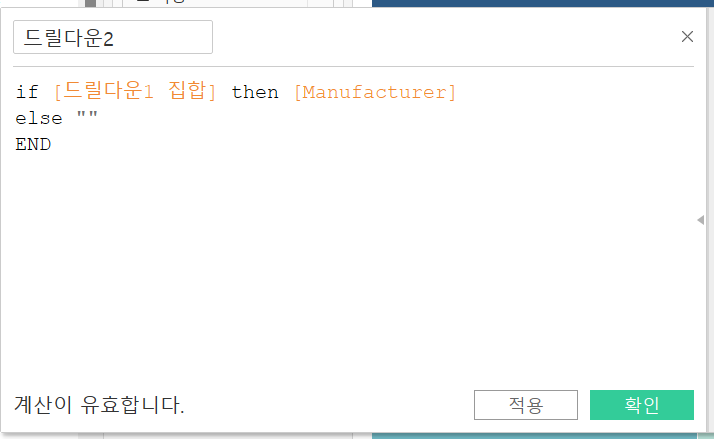 드릴다운2
if [드릴다운1 집합] then [Manufacturer]
else ""
END
계산이 유효합니다.
적용
확인